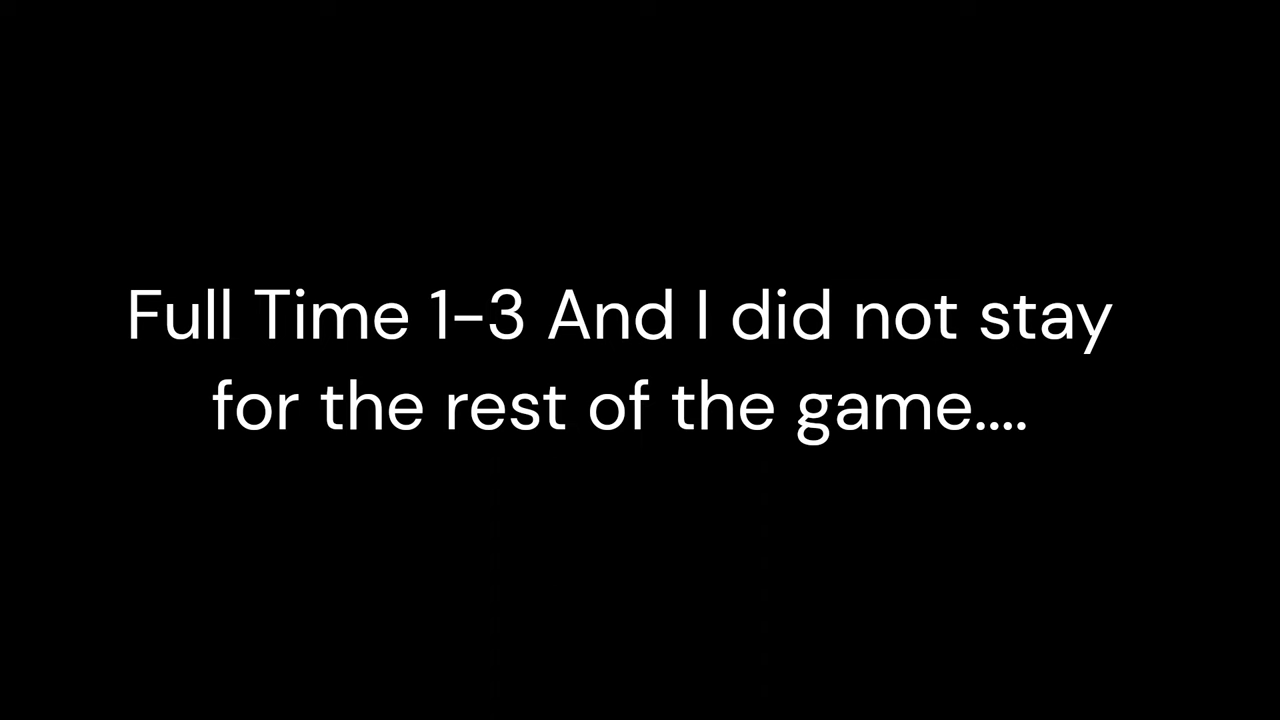 Full Time 1-3 And I did not stay
for the rest of the game....